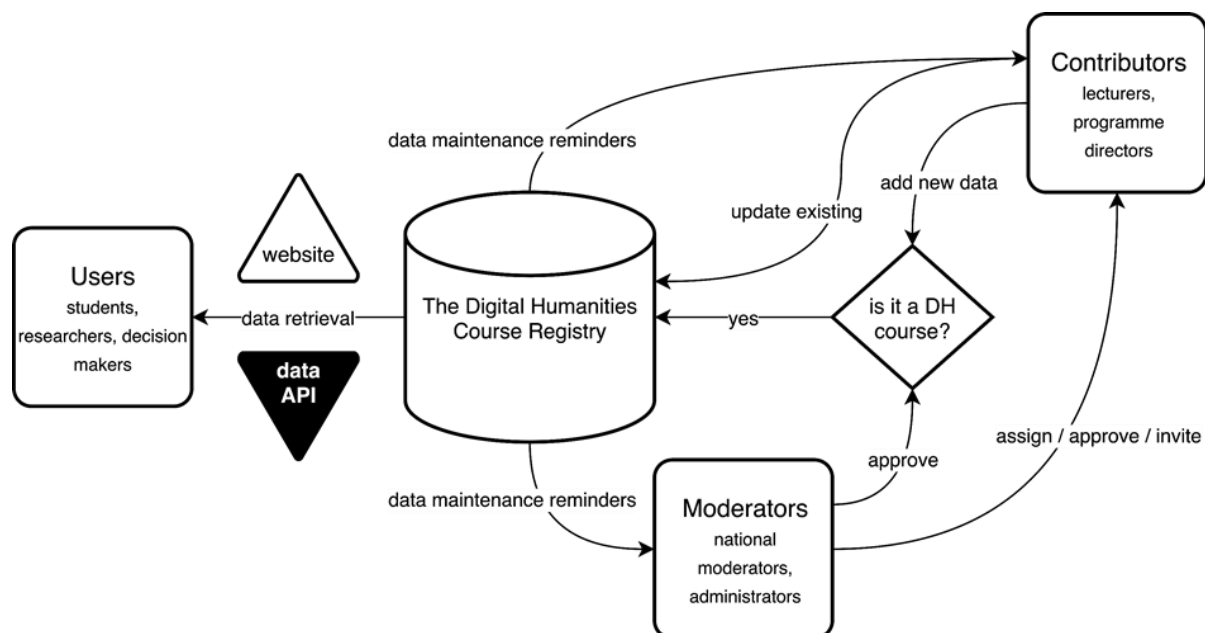 Contributors
lecturers,
programme
directors
data maintenance reminders
add new data
update existing
website
Users
students,
researchers, decision
makers
data retrieval
The Digital Humanities
Course Registry
yes
is it a DH
course?
data
API
assign / approve / invite
approve
data maintenance reminders
Moderators
national
moderators,
administrators